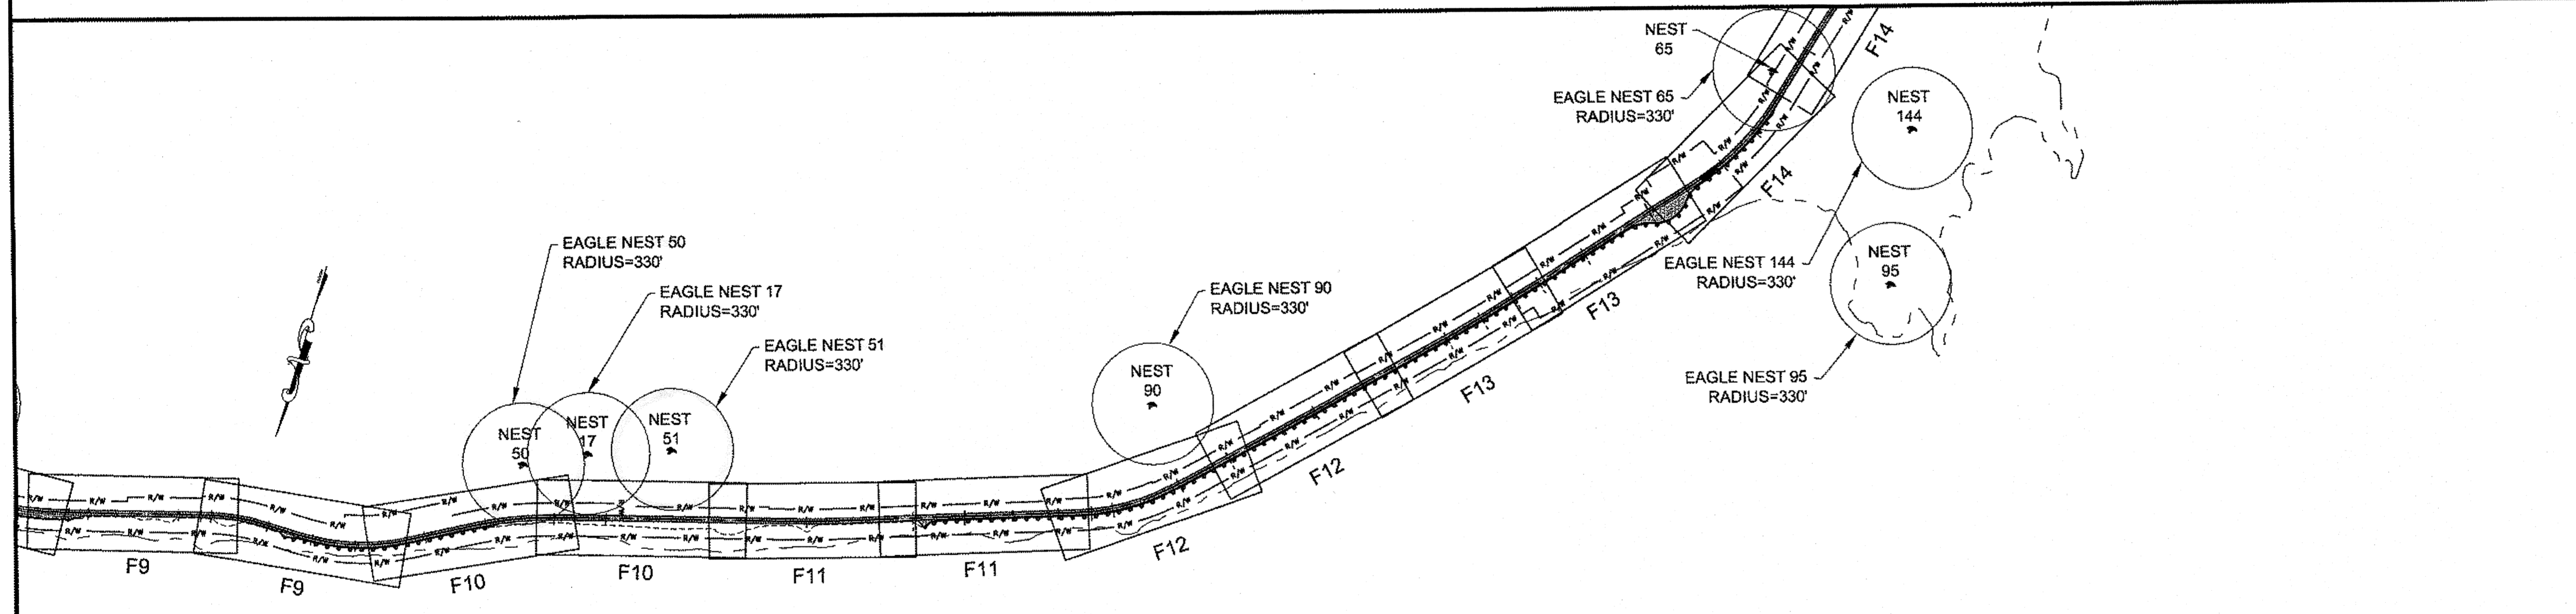 NEST
65
EAGLE NEST 65
RADIUS=330'
F14
NEST
144
F14
EAGLE NEST 144
RADIUS=330'
NEST
95
EAGLE NEST 95
RADIUS=330'
EAGLE NEST 50
RADIUS=330'
EAGLE NEST 17
RADIUS=330'
EAGLE NEST 51
RADIUS=330'
EAGLE NEST 90
RADIUS=330'
NEST
90
NEST
50
NEST
17
NEST
51
R/W
R/W
R/W
R/W
R/W
R/W
R/W
R/W
R/W
R/W
R/W
R/W
F9
F9
F10
F10
F11
F11
F12
F12
F13
F13